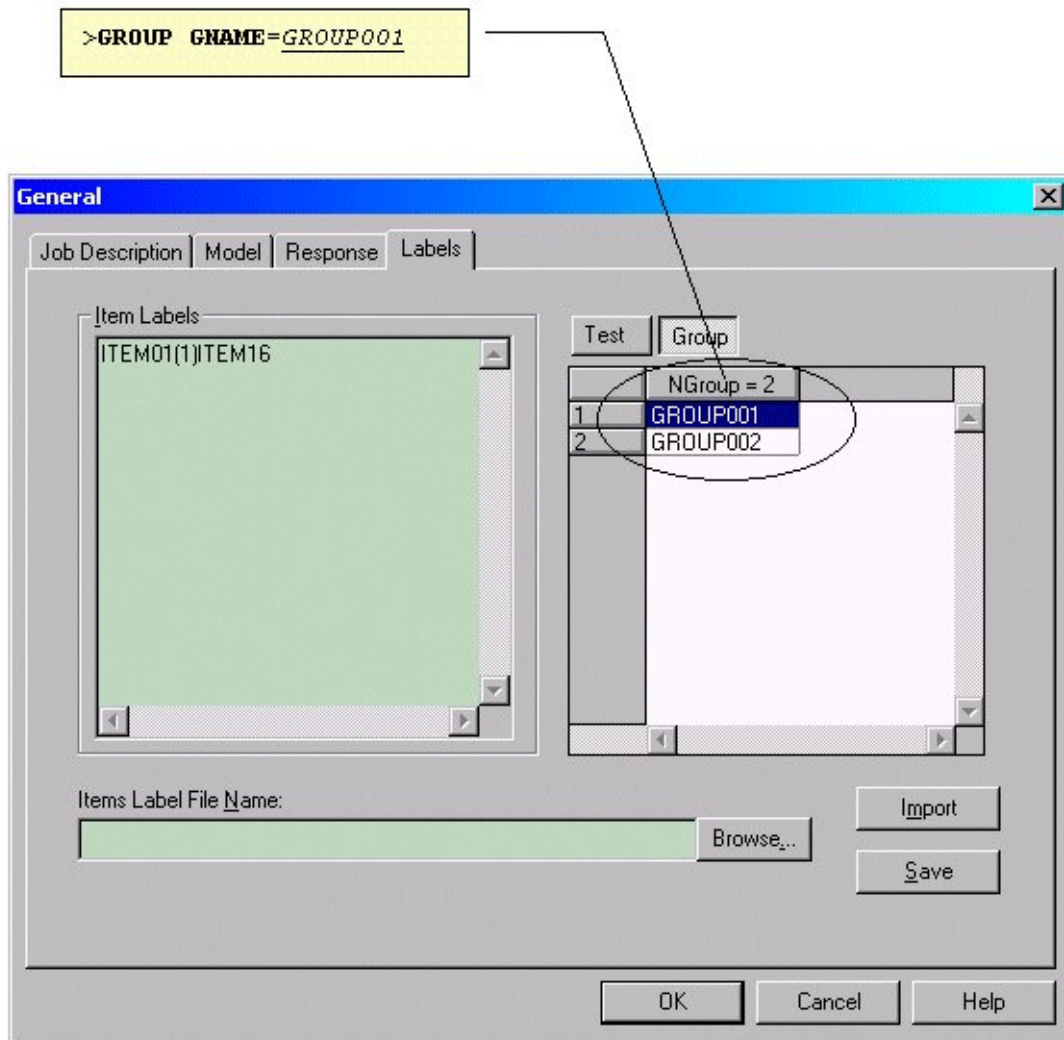 >GROUP GNAME=GROUP001
General
Job Description Model Response Labels
Item Labels
ITEM01(1)ITEM16
Test Group
NGroup = 2
1 GROUP001
2 GROUP002
Items Label File Name:
Browse...
Import
Save
OK Cancel Help